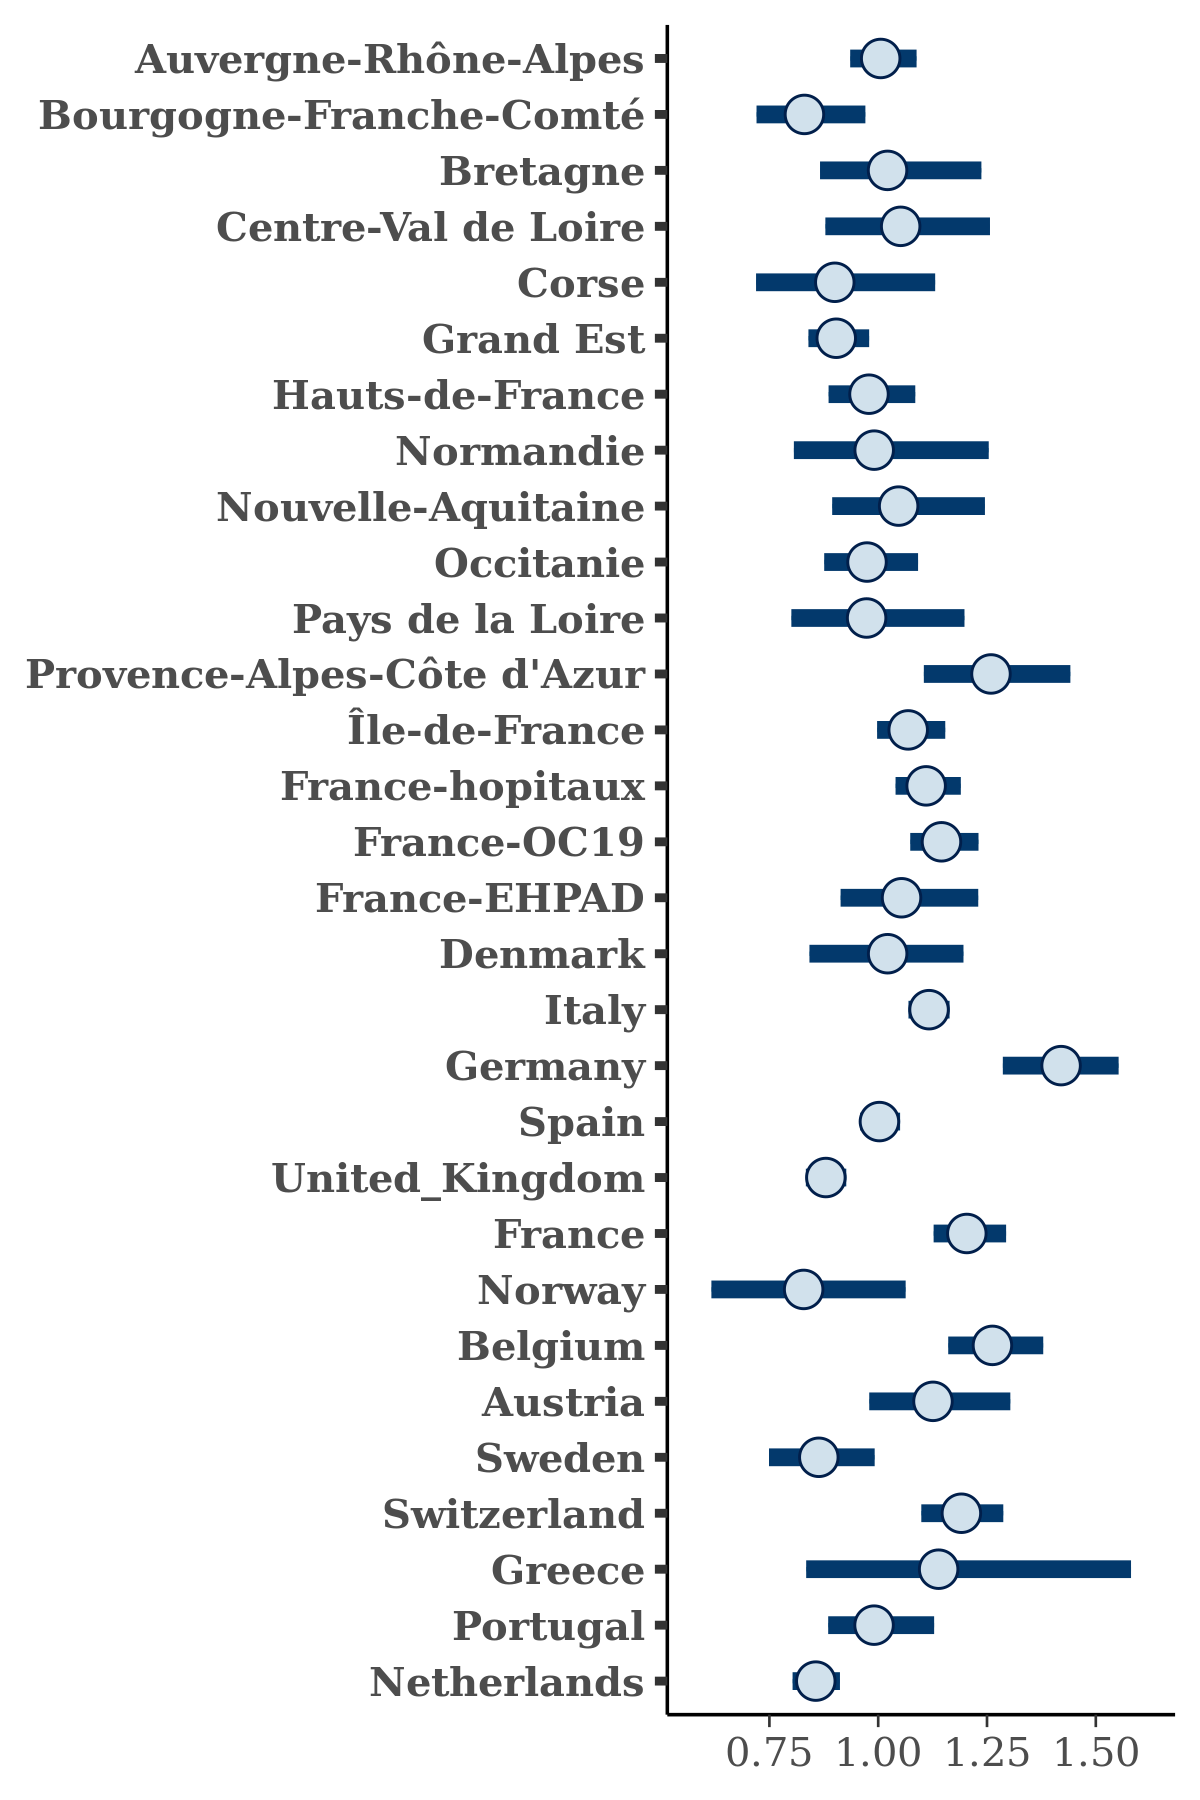 Auvergne-Rhône-Alpes
Bourgogne-Franche-Comté
Bretagne
Centre-Val de Loire
Corse
Grand Est
Hauts-de-France
Normandie
Nouvelle-Aquitaine
Occitanie
Pays de la Loire
Provence-Alpes-Côte d'Azur
Île-de-France
France-hopitaux
France-OC19
France-EHPAD
Denmark
Italy
Germany
Spain
United_Kingdom
France
Norway
Belgium
Austria
Sweden
Switzerland
Greece
Portugal
Netherlands
0.75 1.00 1.25 1.50